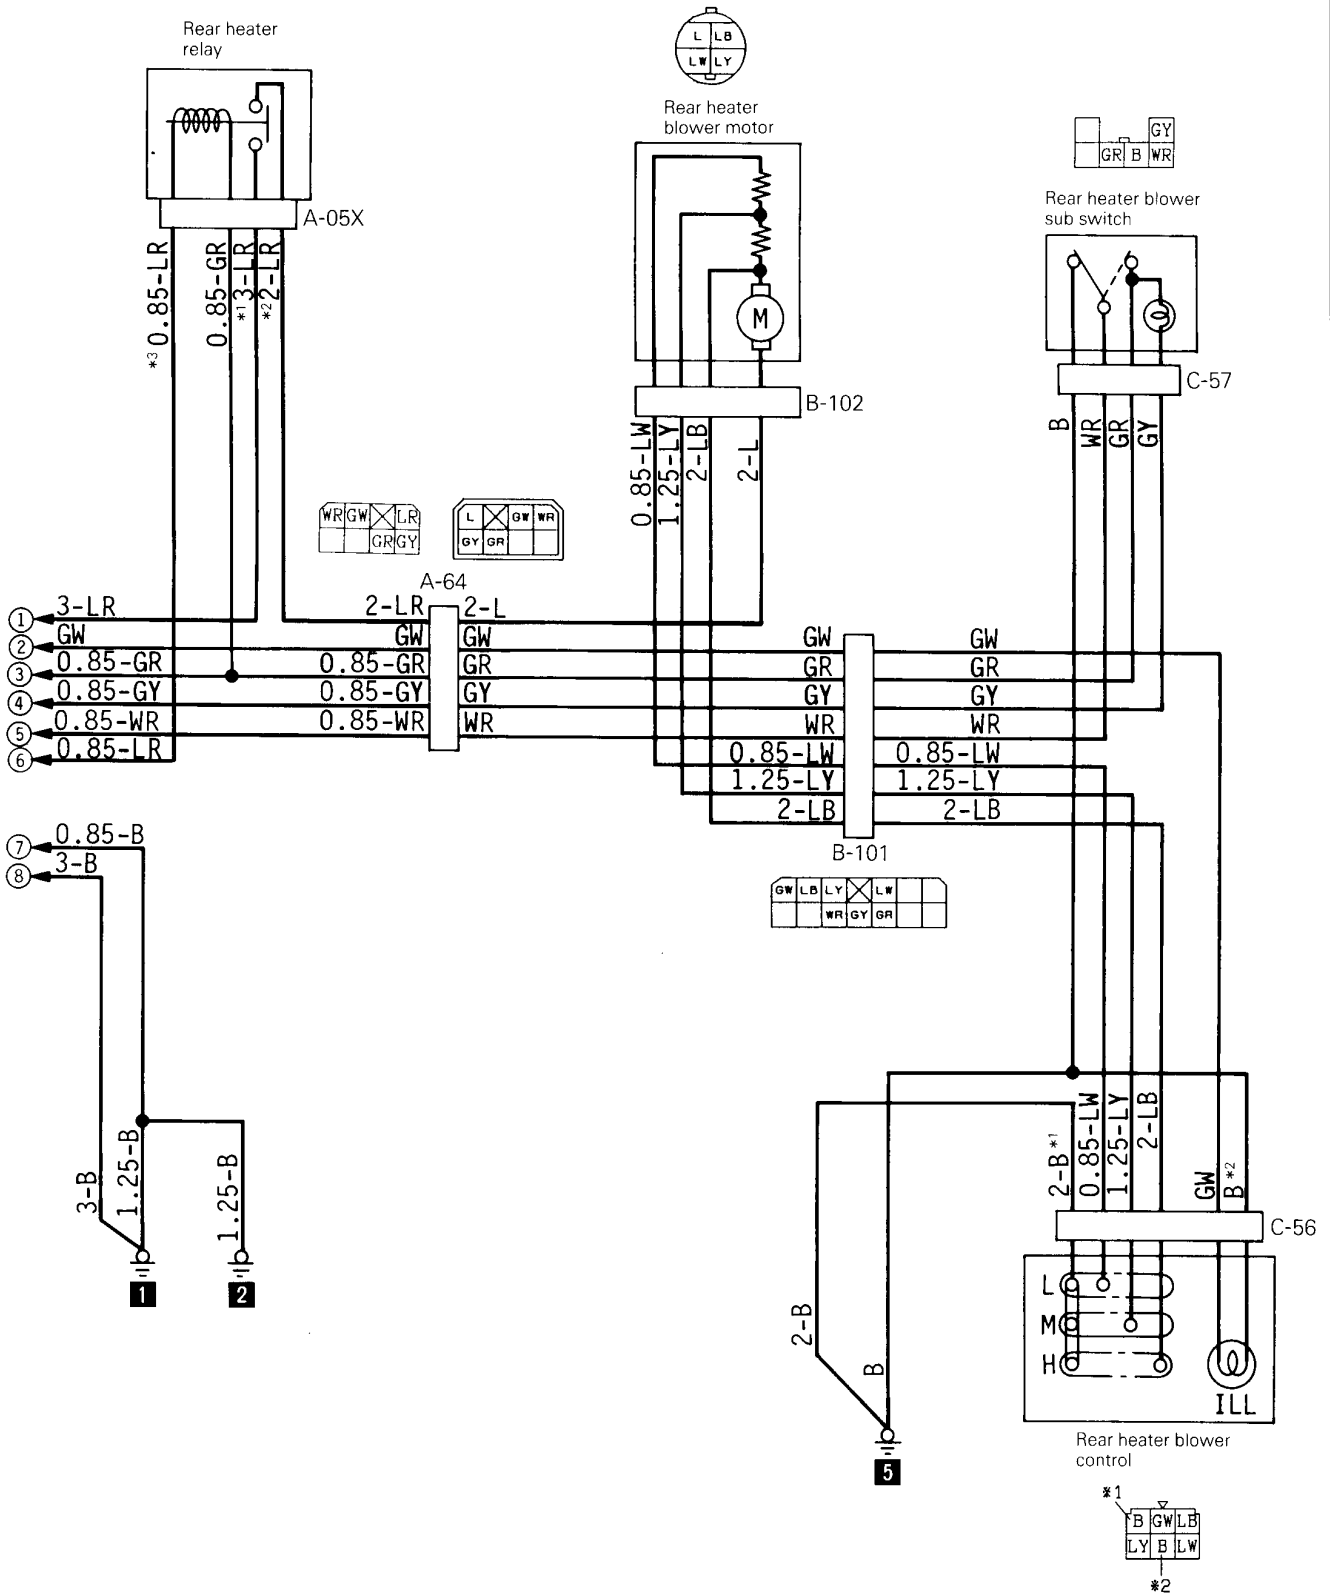 Rear heater
relay
A-05X
*3 0.85-LR
0.85-GR
*1 3-LR
*2 2-LR
L LB
LW LY
Rear heater
blower motor
M
B-102
0.85-LW
1.25-LY
2-LB
2-L
GY
GR B WR
Rear heater blower
sub switch
C-57
B
WR
GR
GY
WR GW LR
GR GY
L GW WR
GY GR
A-64
1 3-LR 2-LR 2-L
2 GW GW GW GW GW
3 0.85-GR 0.85-GR GR GR GR
4 0.85-GY 0.85-GY GY GY GY
5 0.85-WR 0.85-WR WR WR WR
6 0.85-LR
0.85-LW 0.85-LW
1.25-LY 1.25-LY
2-LB 2-LB
B-101
GW LB LY LW
WR GY GR
7 0.85-B
8 3-B
3-B
1.25-B
1.25-B
1
2
2-B
B
5
2-B *1
0.85-LW
1.25-LY
2-LB
GW
B *2
C-56
L
M
H
ILL
Rear heater blower
control
*1
B GW LB
LY B LW
*2